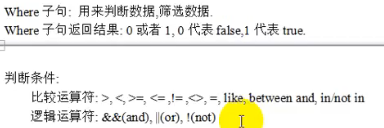 Where 子句: 用来判断数据,筛选数据.
Where 子句返回结果: 0 或者 1, 0 代表 false,1 代表 true.
判断条件:
比较运算符: >, <, >=, <= ,!= ,<>, =, like, between and, in/not in
逻辑运算符: &&(and), ||(or), !(not)